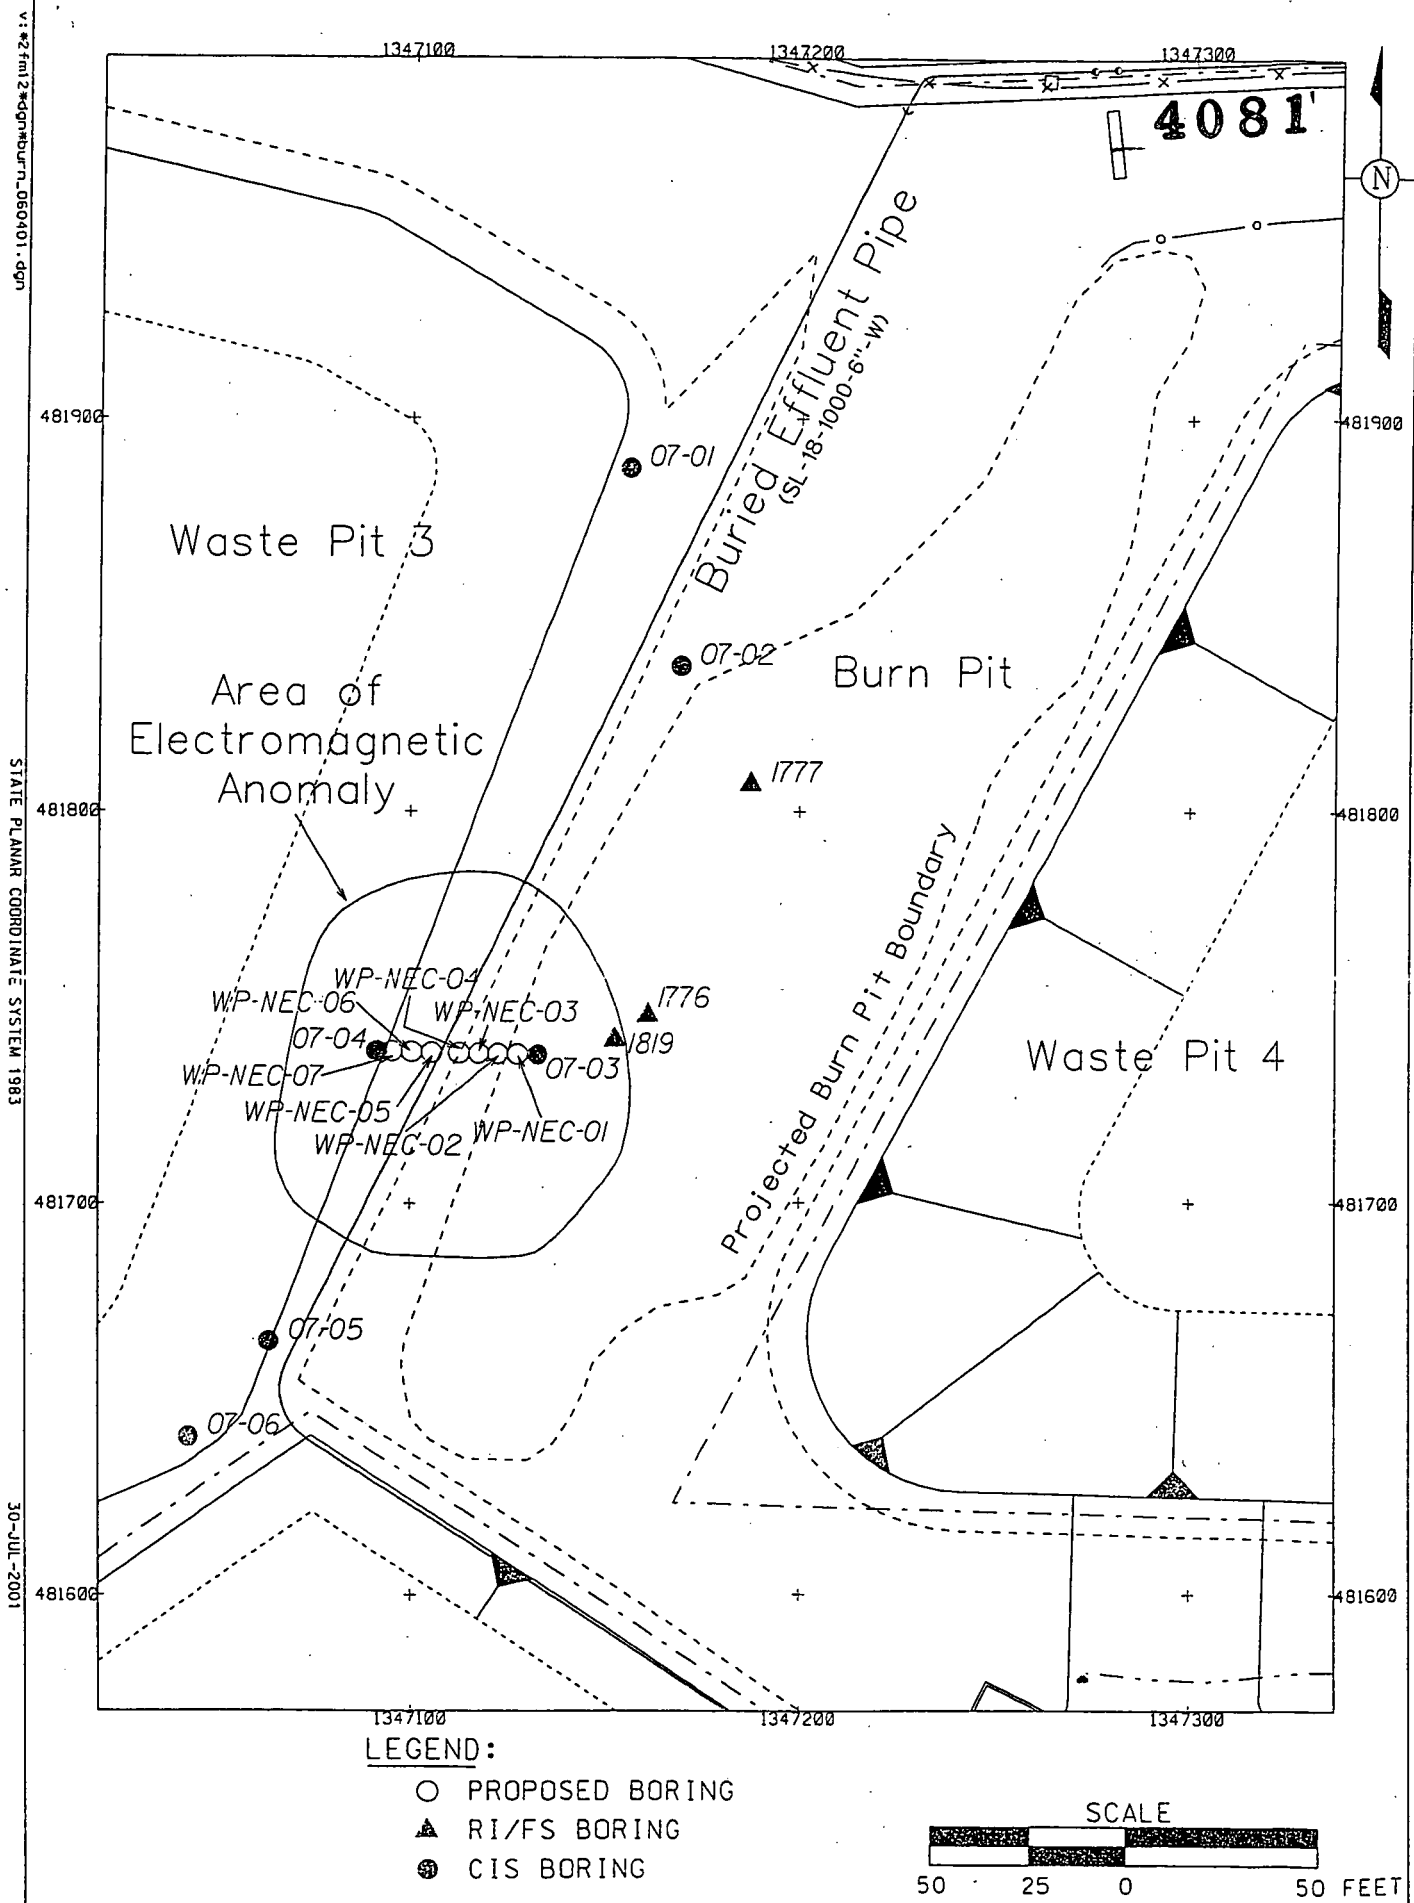 v:#2fm12#dgn#burn_060401.dgn
STATE PLANAR COORDINATE SYSTEM 1983
30-JUL-2001
1347100
1347200
1347300
4081
N
Buried Effluent Pipe
(SL-18-1000-6"-W)
481900
481900
07-01
Waste Pit 3
07-02
Burn Pit
Area of
Electromagnetic
Anomaly
1777
481800
481800
Projected Burn Pit Boundary
WP-NEC-04
WP-NEC-06
WP-NEC-03
1776
07-04
1819
Waste Pit 4
WP-NEC-07
07-03
WP-NEC-05
WP-NEC-02
WP-NEC-01
481700
481700
07-05
07-06
481600
481600
1347100
1347200
1347300
LEGEND:
PROPOSED BORING
RI/FS BORING
CIS BORING
SCALE
50 25 0 50 FEET